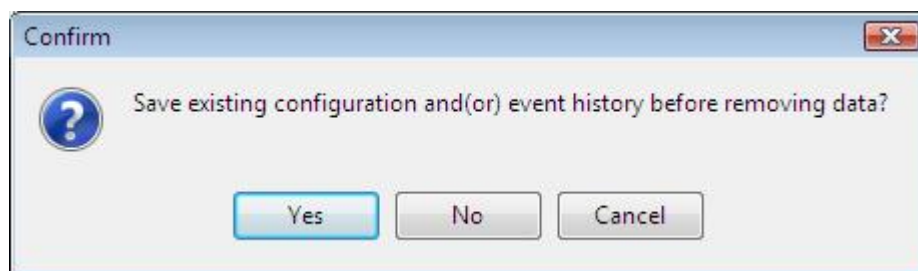 Confirm
Save existing configuration and(or) event history before removing data?
Yes No Cancel